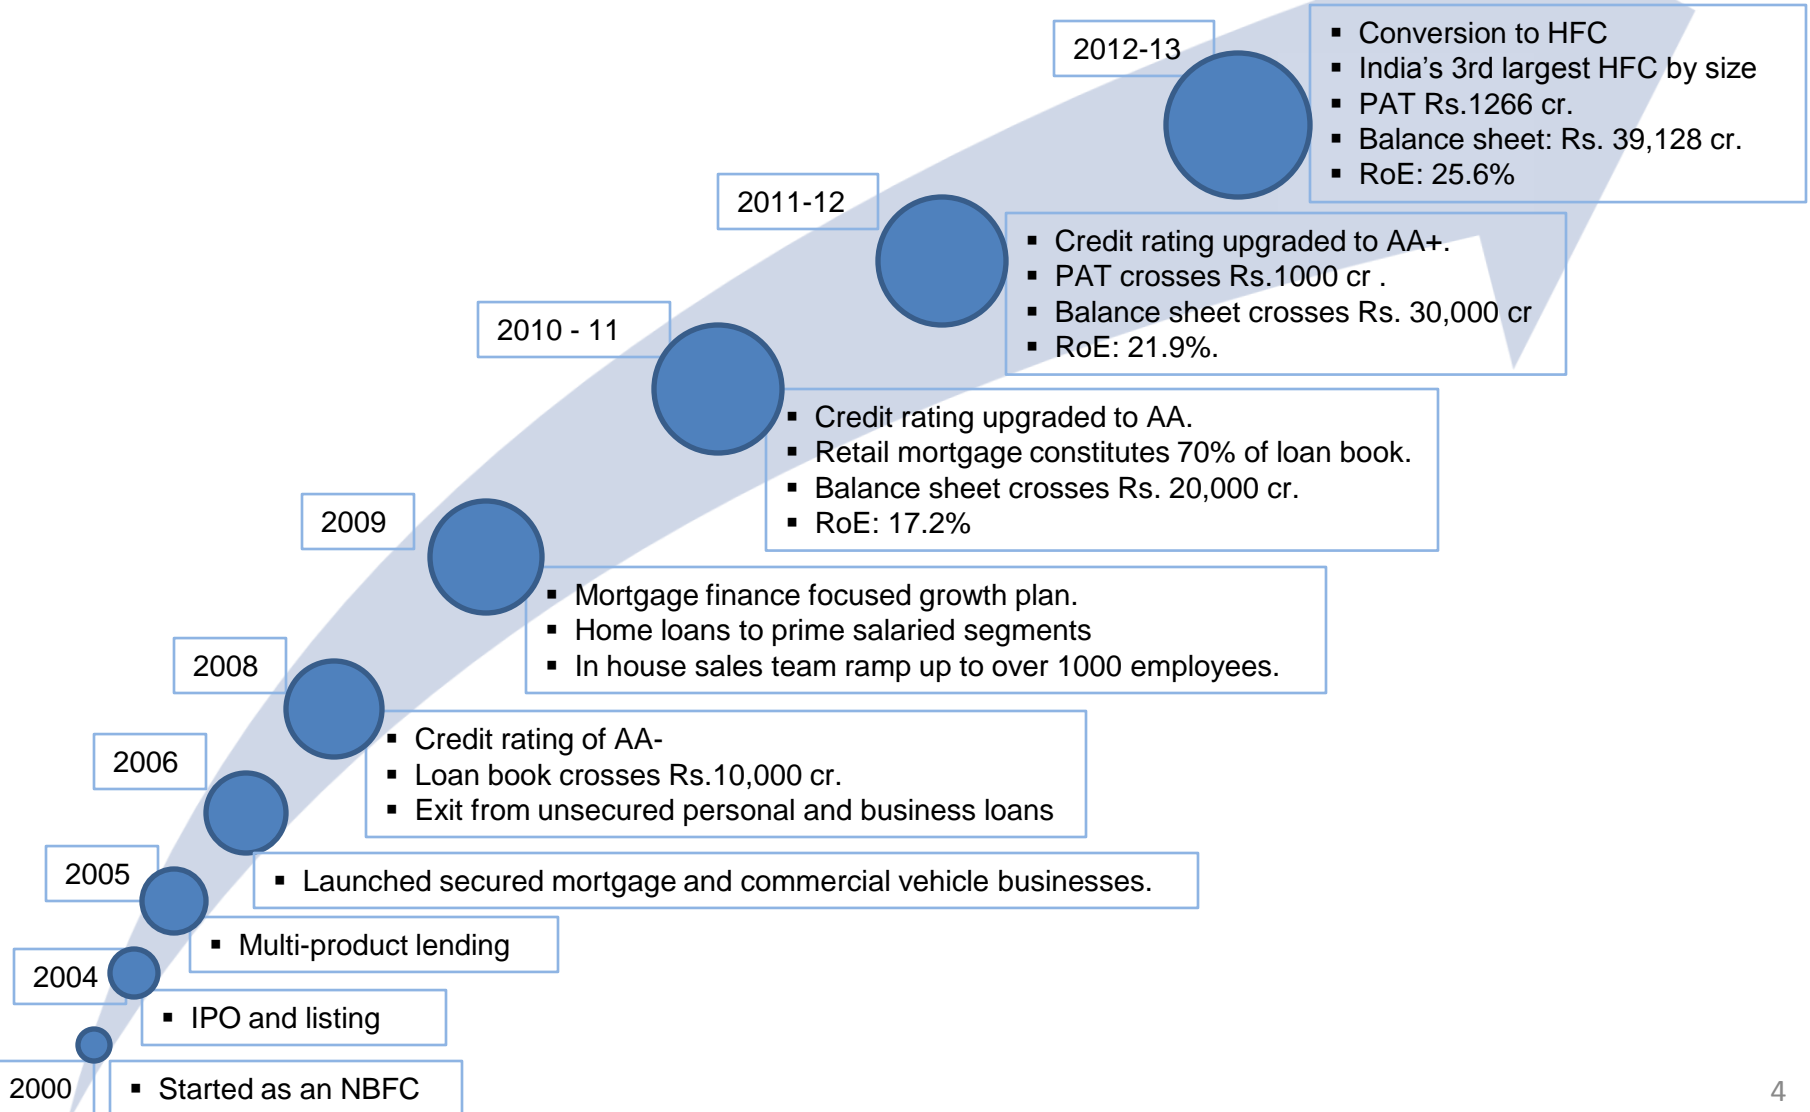 2012-13
▪ Conversion to HFC
▪ India’s 3rd largest HFC by size
▪ PAT Rs.1266 cr.
▪ Balance sheet: Rs. 39,128 cr.
▪ RoE: 25.6%
2011-12
▪ Credit rating upgraded to AA+.
▪ PAT crosses Rs.1000 cr .
▪ Balance sheet crosses Rs. 30,000 cr
▪ RoE: 21.9%.
2010 - 11
▪ Credit rating upgraded to AA.
▪ Retail mortgage constitutes 70% of loan book.
▪ Balance sheet crosses Rs. 20,000 cr.
▪ RoE: 17.2%
2009
▪ Mortgage finance focused growth plan.
▪ Home loans to prime salaried segments
▪ In house sales team ramp up to over 1000 employees.
2008
▪ Credit rating of AA-
▪ Loan book crosses Rs.10,000 cr.
▪ Exit from unsecured personal and business loans
2006
▪ Launched secured mortgage and commercial vehicle businesses.
2005
▪ Multi-product lending
2004
▪ IPO and listing
2000
▪ Started as an NBFC
4